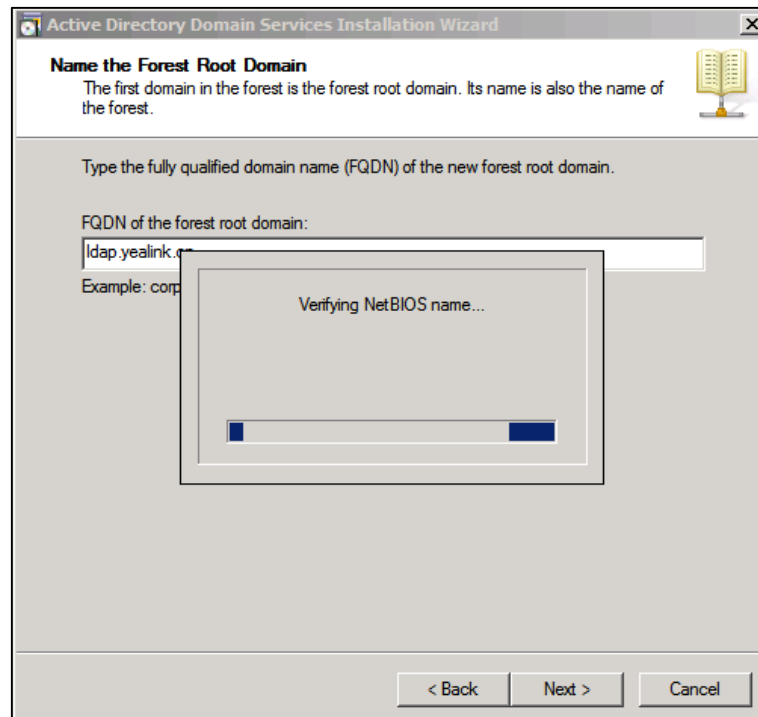 Active Directory Domain Services Installation Wizard
Name the Forest Root Domain
The first domain in the forest is the forest root domain. Its name is also the name of
the forest.
Type the fully qualified domain name (FQDN) of the new forest root domain.
FQDN of the forest root domain:
Example:
Verifying NetBIOS name...
< Back
Next >
Cancel